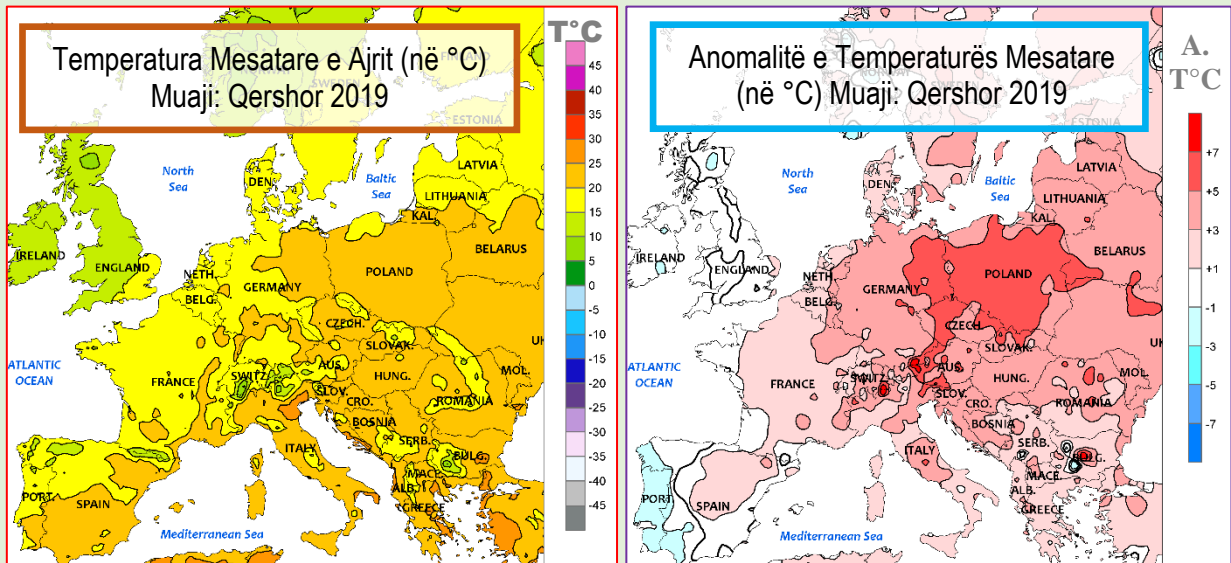 Temperatura Mesatare e Ajrit (në °C)
Muaji: Qershor 2019
T°C
45
40
35
30
25
20
15
10
5
0
-5
-10
-15
-20
-25
-30
-35
-40
-45
SWEDEN
FINLAND
ESTONIA
LATVIA
LITHUANIA
North
Sea
Baltic
Sea
DEN.
KAL.
BELARUS
IRELAND
ENGLAND
NETH.
BELG.
GERMANY
POLAND
CZECH.
SLOVAK.
ATLANTIC
OCEAN
FRANCE
SWITZ.
AUS.
HUNG.
MOL.
SLOV.
CRO.
ROMANIA
BOSNIA
ITALY
SERB.
BULG.
MACE.
ALB.
GREECE
PORT.
SPAIN
Mediterranean Sea
Anomalitë e Temperaturës Mesatare
(në °C) Muaji: Qershor 2019
A.
T°C
+7
+5
+3
+1
-1
-3
-5
-7
ESTONIA
LATVIA
LITHUANIA
North
Sea
Baltic
Sea
DEN.
KAL.
BELARUS
IRELAND
ENGLAND
NETH.
BELG.
GERMANY
POLAND
CZECH.
SLOVAK.
ATLANTIC
OCEAN
FRANCE
SWITZ.
AUS.
HUNG.
MOL.
SLOV.
CRO.
ROMANIA
BOSNIA
ITALY
SERB.
BULG.
MACE.
ALB.
GREECE
PORT.
SPAIN
Mediterranean Sea